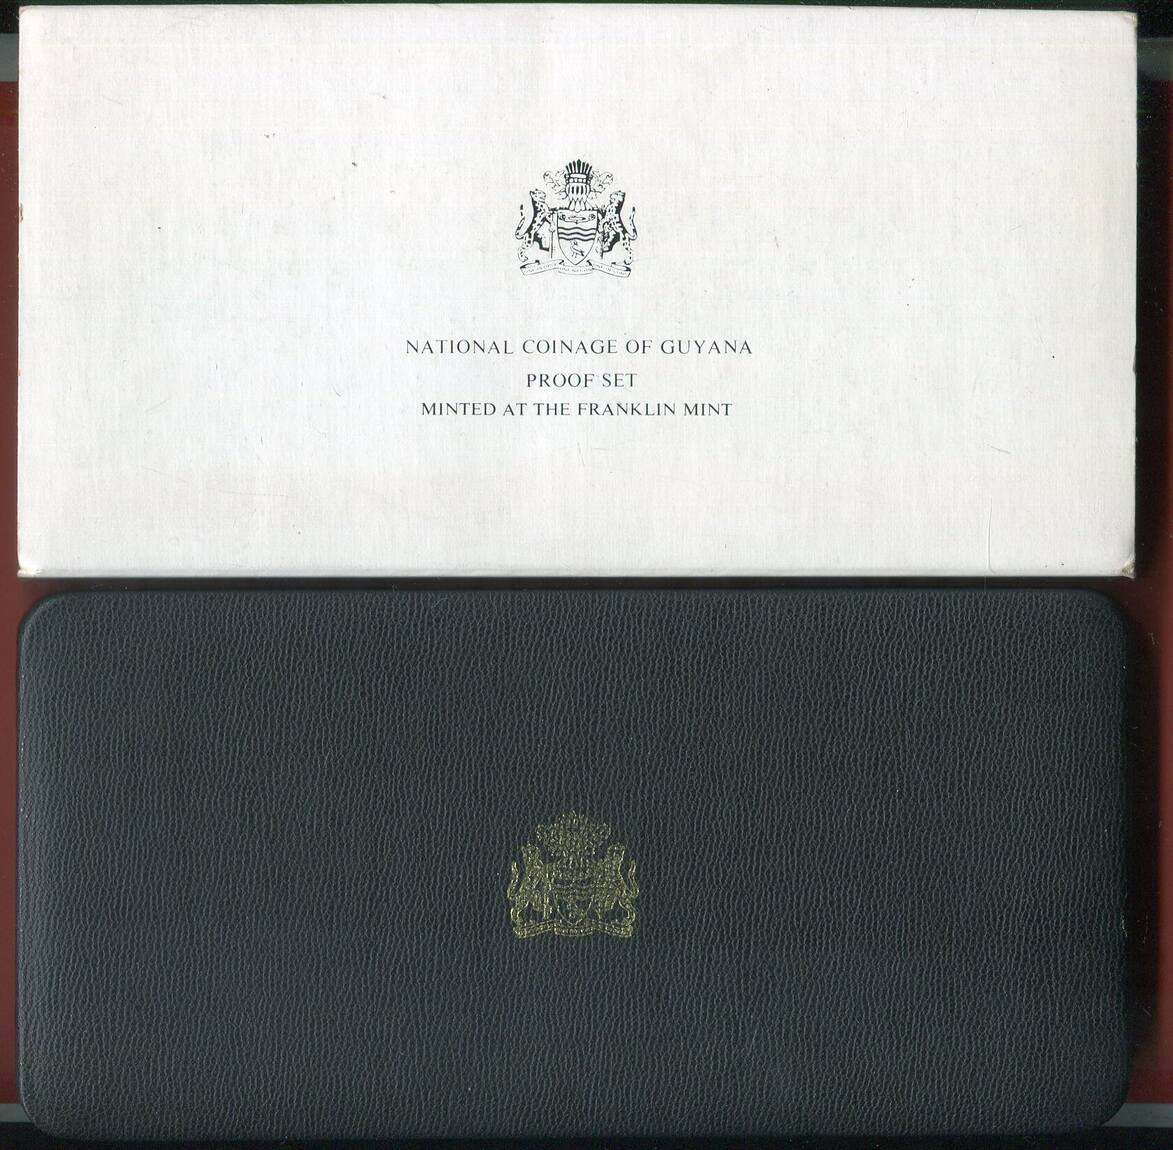 NATIONAL COINAGE OF GUYANA
PROOF SET
MINTED AT THE FRANKLIN MINT